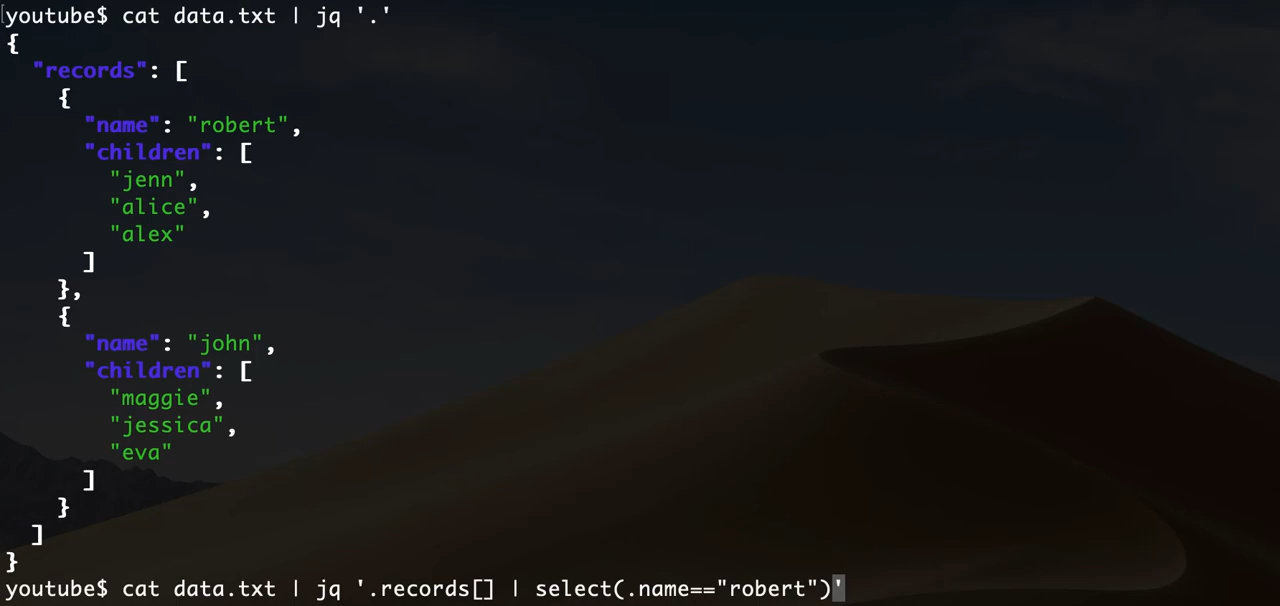 youtube$ cat data.txt | jq '.'
{
  "records": [
    {
      "name": "robert",
      "children": [
        "jenn",
        "alice",
        "alex"
      ]
    },
    {
      "name": "john",
      "children": [
        "maggie",
        "jessica",
        "eva"
      ]
    }
  ]
}
youtube$ cat data.txt | jq '.records[] | select(.name=="robert")'